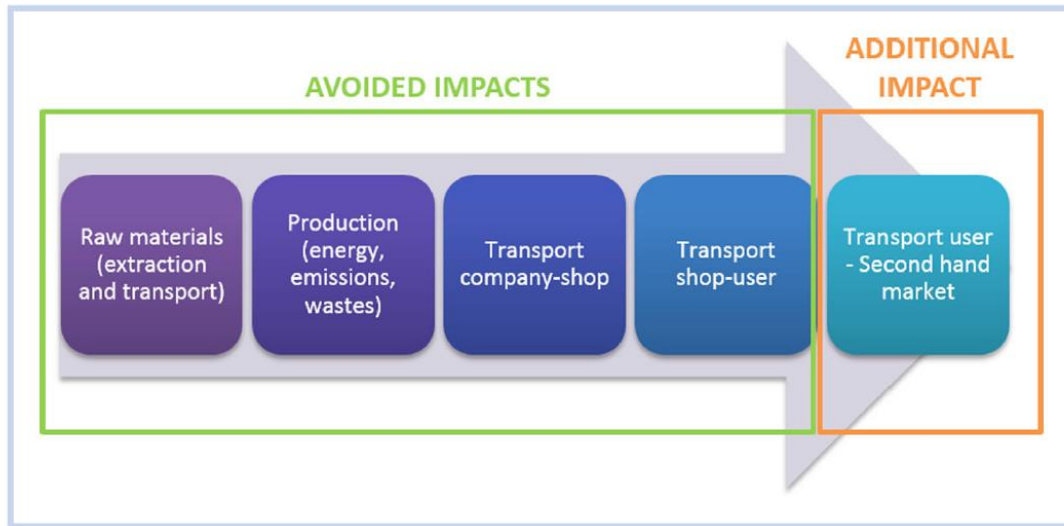 AVOIDED IMPACTS
ADDITIONAL
IMPACT
Raw materials
(extraction
and transport)
Production
(energy,
emissions,
wastes)
Transport
company-shop
Transport
shop-user
Transport user
- Second hand
market